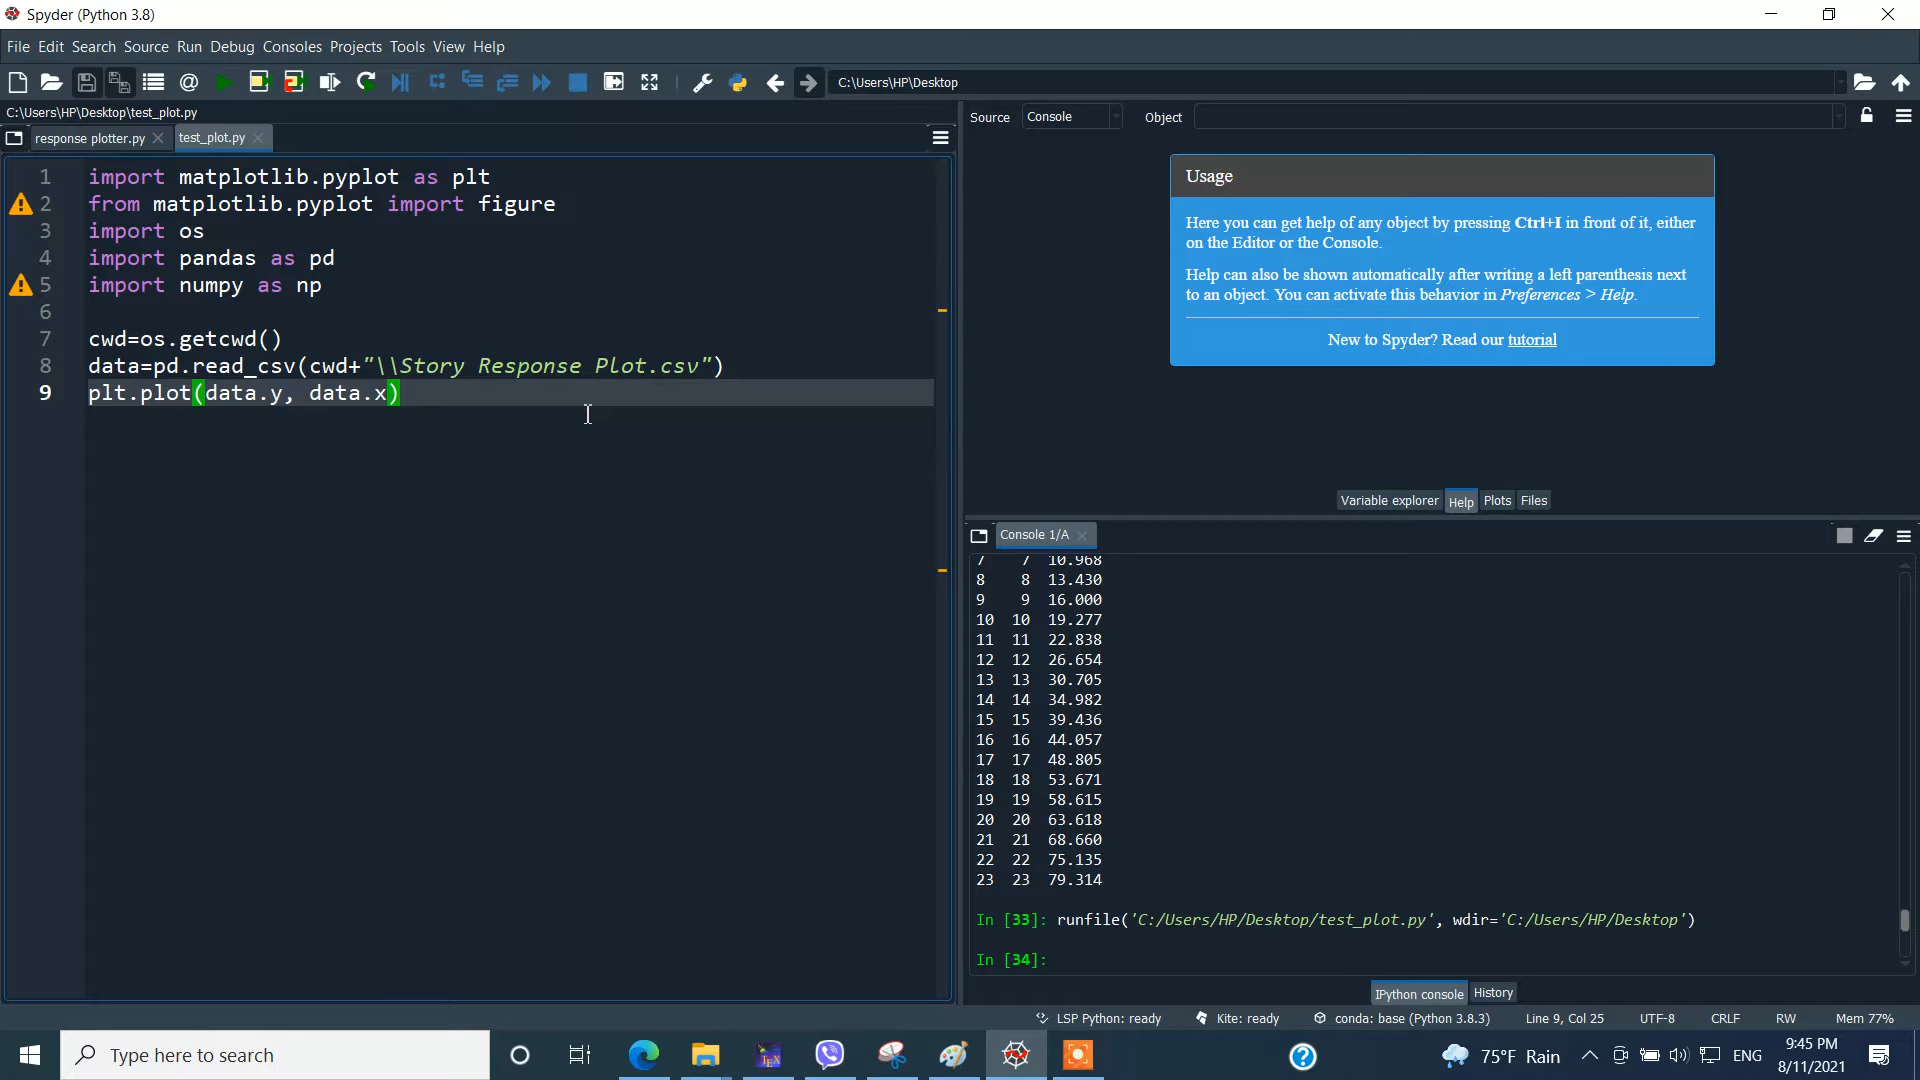 Spyder (Python 3.8)
File Edit Search Source Run Debug Consoles Projects Tools View Help
C:\Users\HP\Desktop
C:\Users\HP\Desktop\test_plot.py
response plotter.py
test_plot.py
1 import matplotlib.pyplot as plt
2 from matplotlib.pyplot import figure
3 import os
4 import pandas as pd
5 import numpy as np
6
7 cwd=os.getcwd()
8 data=pd.read_csv(cwd+"\\Story Response Plot.csv")
9 plt.plot(data.y, data.x)
Source Console Object
Usage
Here you can get help of any object by pressing Ctrl+I in front of it, either
on the Editor or the Console.
Help can also be shown automatically after writing a left parenthesis next
to an object. You can activate this behavior in Preferences > Help.
New to Spyder? Read our tutorial
Variable explorer Help Plots Files
Console 1/A
7 7 10.968
8 8 13.430
9 9 16.000
10 10 19.277
11 11 22.838
12 12 26.654
13 13 30.705
14 14 34.982
15 15 39.436
16 16 44.057
17 17 48.805
18 18 53.671
19 19 58.615
20 20 63.618
21 21 68.660
22 22 75.135
23 23 79.314
In [33]: runfile('C:/Users/HP/Desktop/test_plot.py', wdir='C:/Users/HP/Desktop')
In [34]:
IPython console History
LSP Python: ready Kite: ready conda: base (Python 3.8.3) Line 9, Col 25 UTF-8 CRLF RW Mem 77%
Type here to search
TEX
75°F Rain
ENG
9:45 PM
8/11/2021